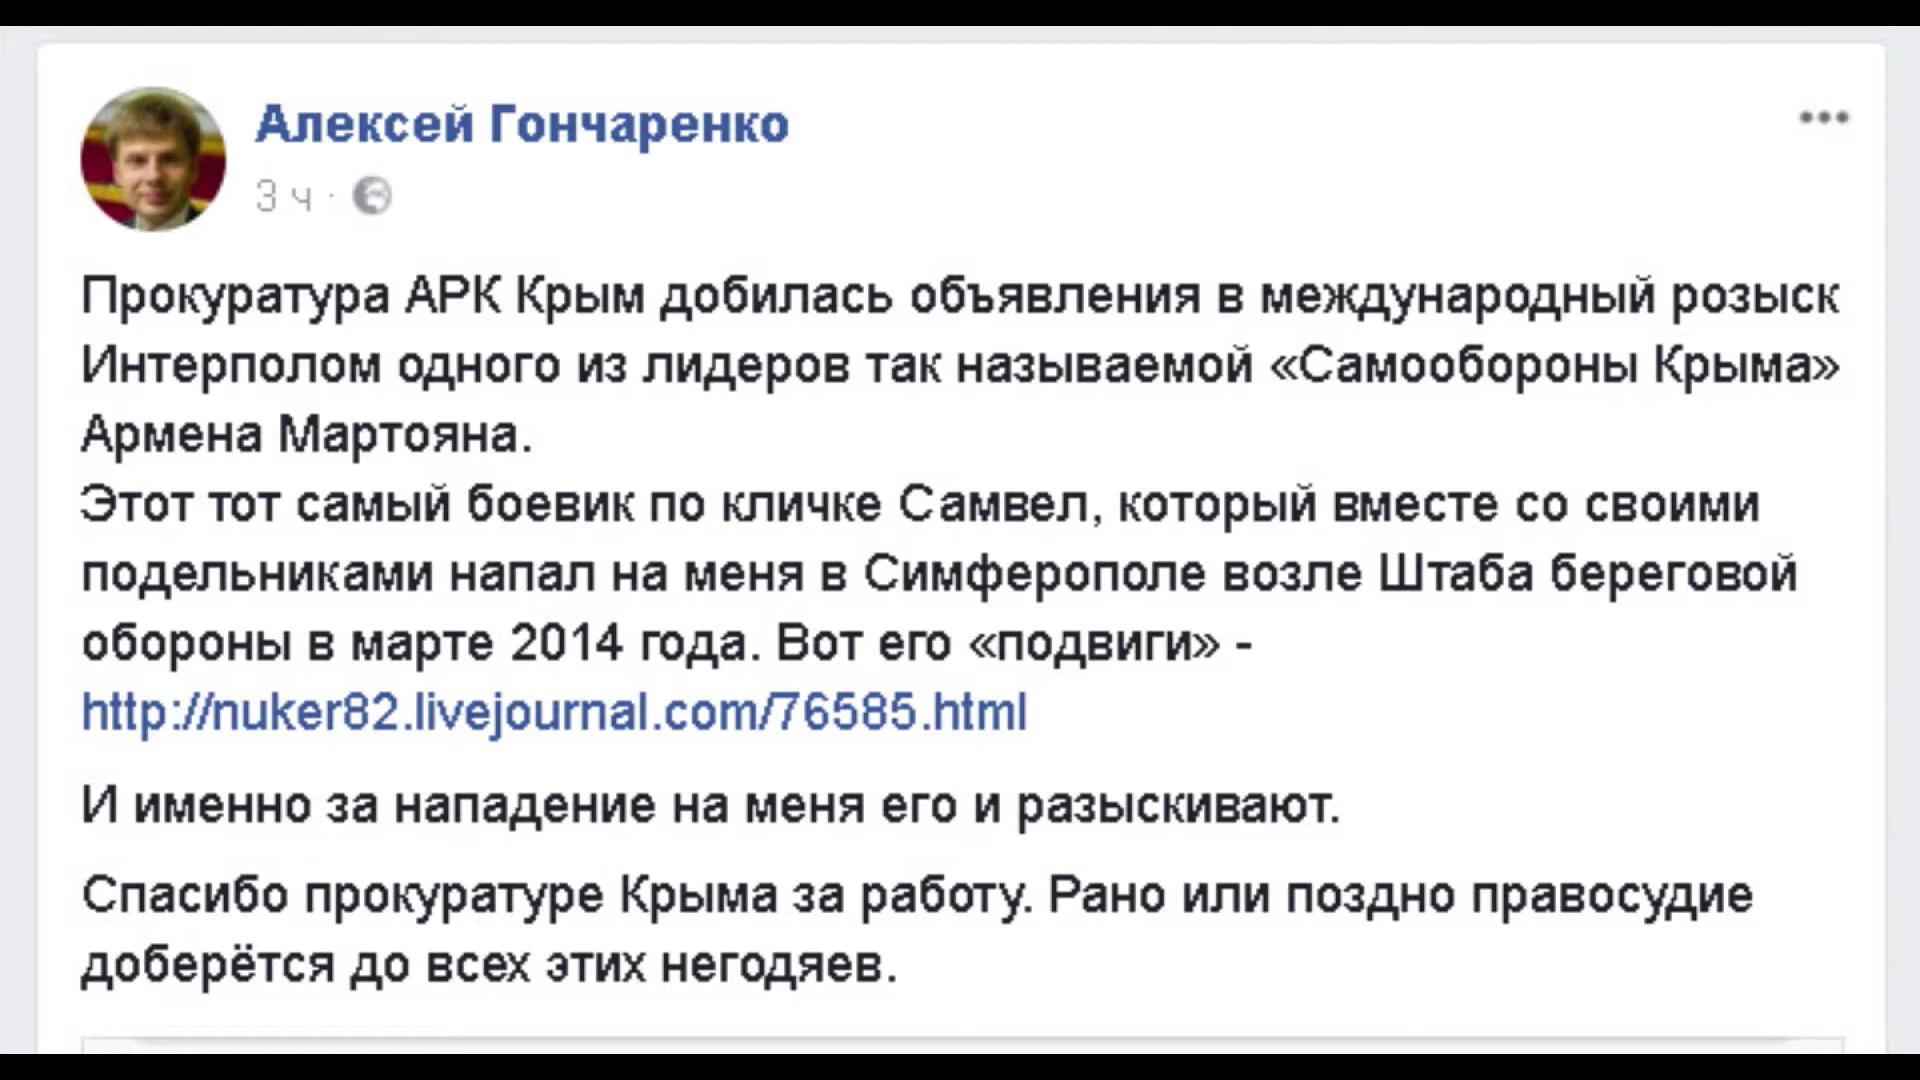 Алексей Гончаренко
3 ч ·
Прокуратура АРК Крым добилась объявления в международный розыск
Интерполом одного из лидеров так называемой «Самообороны Крыма»
Армена Мартояна.
Этот тот самый боевик по кличке Самвел, который вместе со своими
подельниками напал на меня в Симферополе возле Штаба береговой
обороны в марте 2014 года. Вот его «подвиги» -
http://nuker82.livejournal.com/76585.html
И именно за нападение на меня его и разыскивают.
Спасибо прокуратуре Крыма за работу. Рано или поздно правосудие
доберётся до всех этих негодяев.